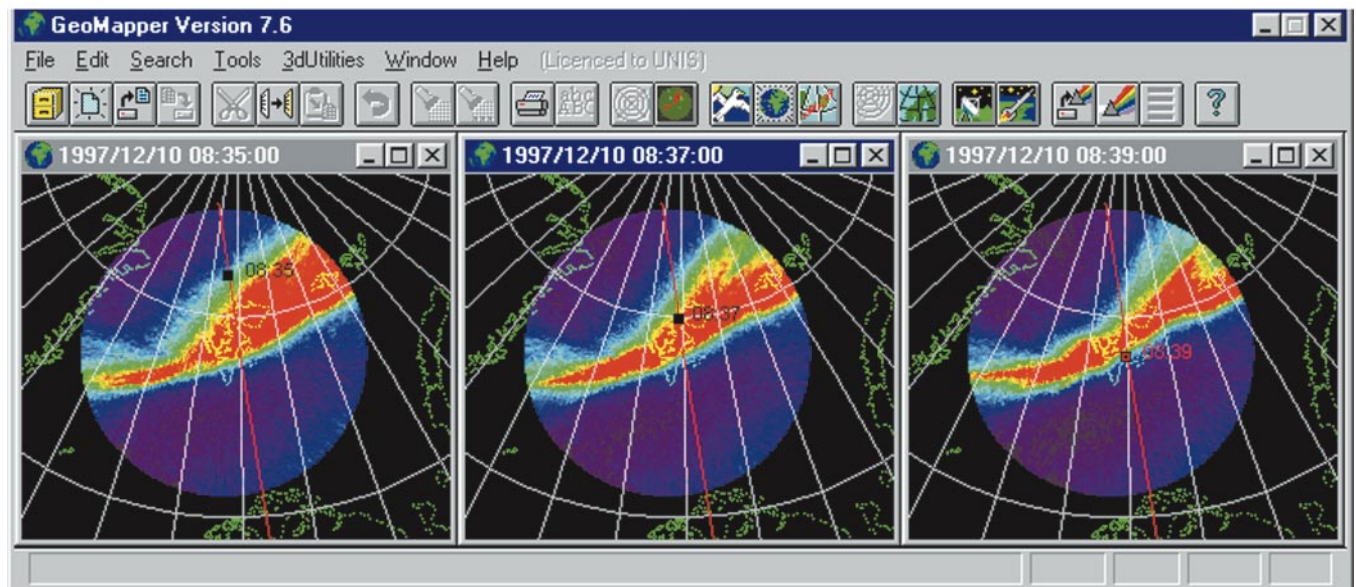 GeoMapper Version 7.6
File Edit Search Tools 3dUtilities Window Help (Licenced to UNIS)
abc
ABC
?
1997/12/10 08:35:00
1997/12/10 08:37:00
1997/12/10 08:39:00
08:35
08:37
08:39